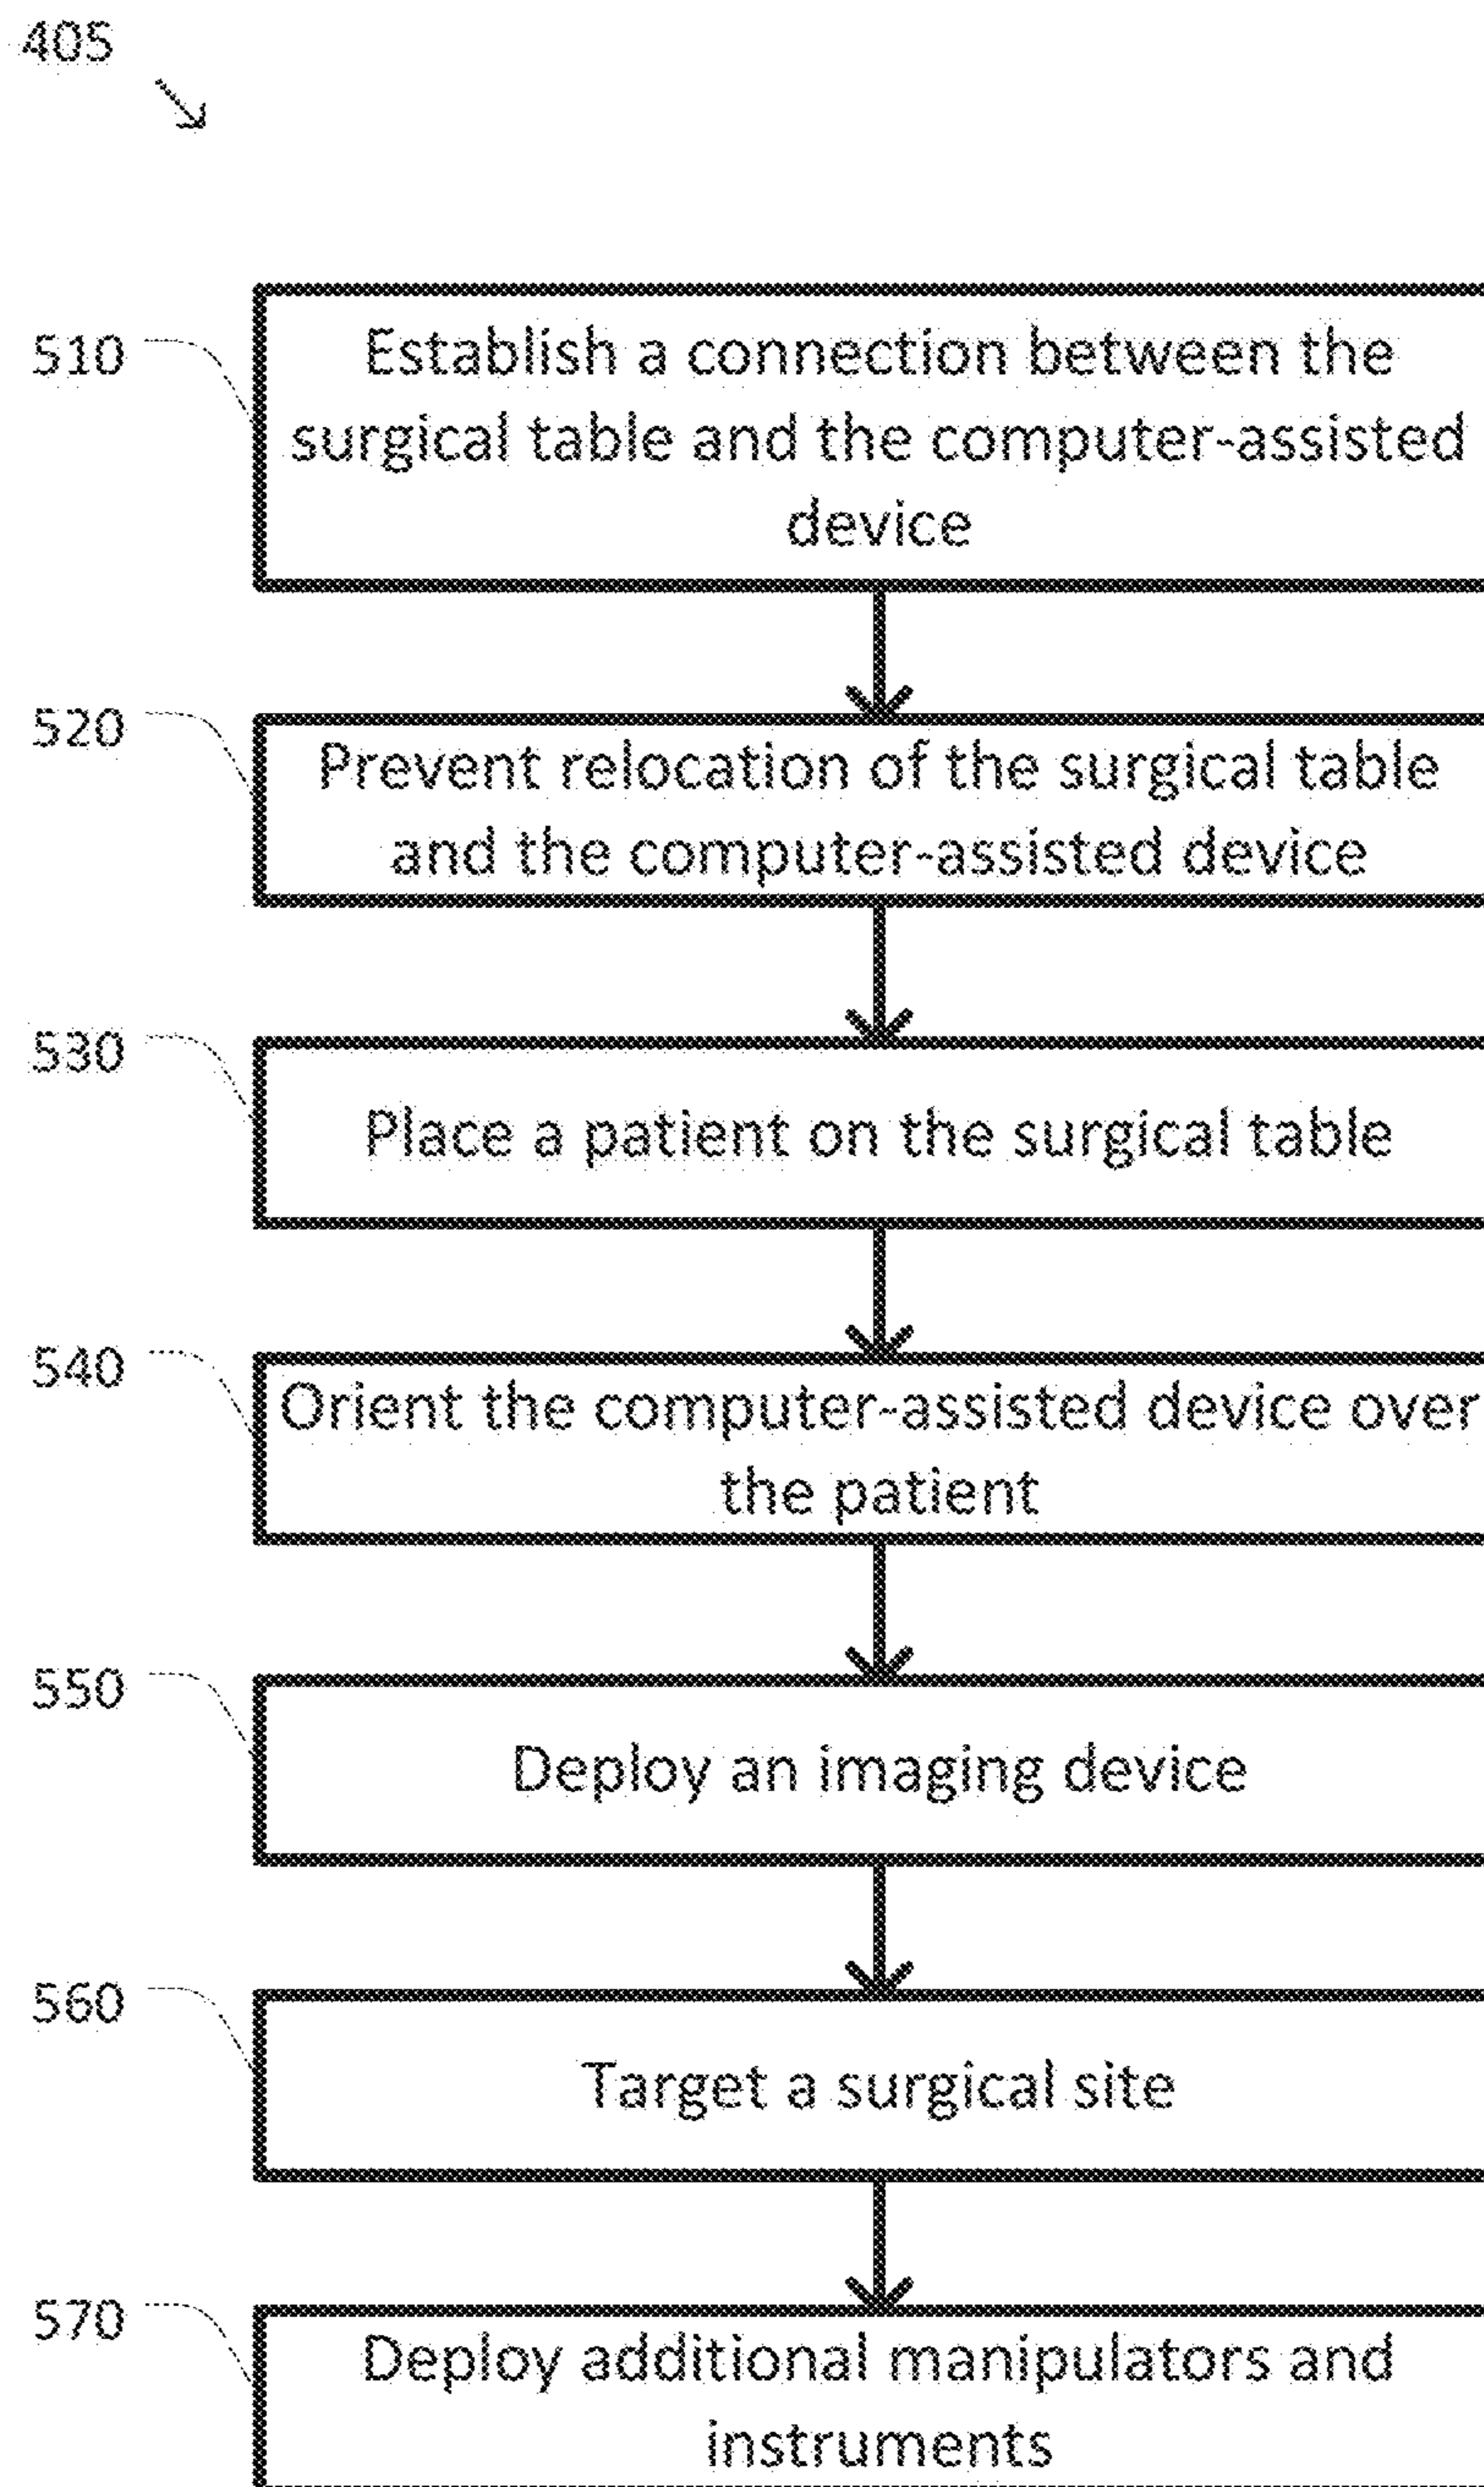 405
510
Establish a connection between the
surgical table and the computer-assisted
device
520
Prevent relocation of the surgical table
and the computer-assisted device
530
Place a patient on the surgical table
540
Orient the computer-assisted device over
the patient
550
Deploy an imaging device
560
Target a surgical site
570
Deploy additional manipulators and
instruments